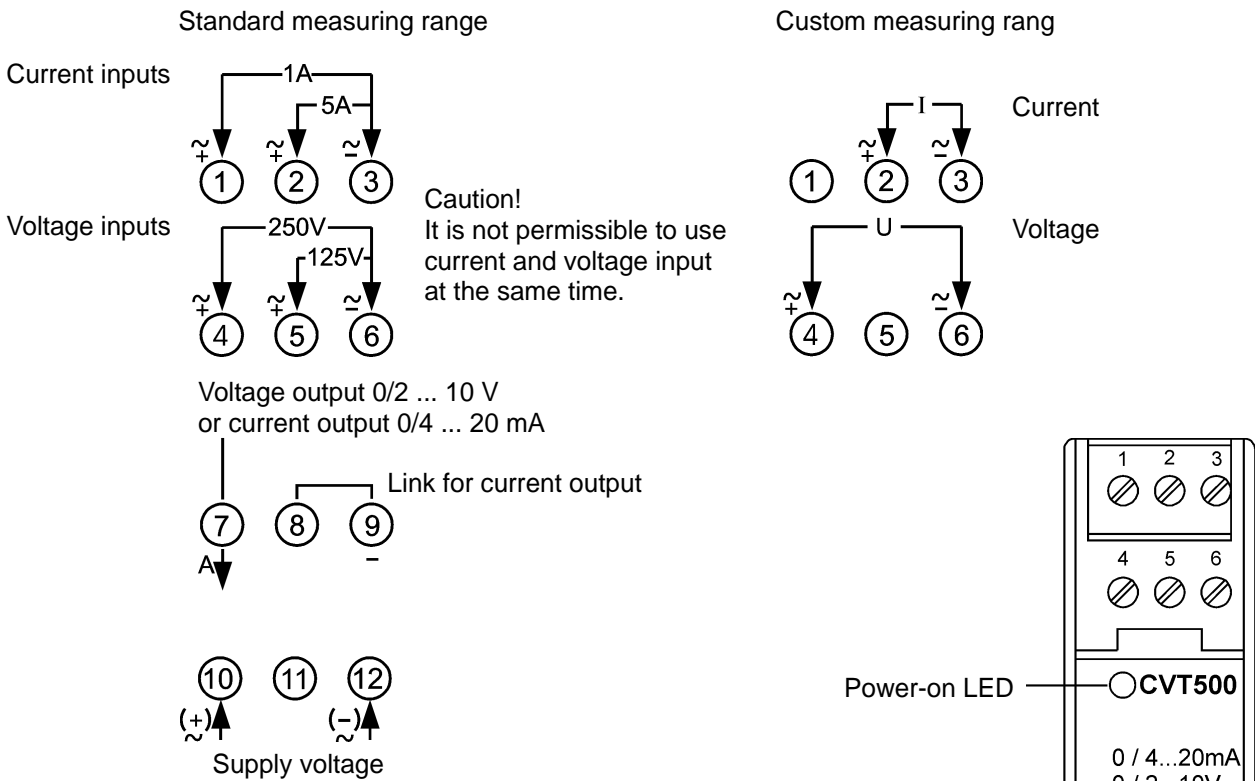 Standard measuring range
Custom measuring rang
Current inputs
1A
5A
~ + ~ + ~ –
1 2 3
Voltage inputs
250V
125V
~ + ~ + ~ –
4 5 6
Caution!
It is not permissible to use
current and voltage input
at the same time.
I
Current
~ + ~ –
1 2 3
U
Voltage
~ + ~ –
4 5 6
Voltage output 0/2 ... 10 V
or current output 0/4 ... 20 mA
Link for current output
7 8 9
A –
10 11 12
(+) ~ (–) ~
Supply voltage
1 2 3
4 5 6
Power-on LED
CVT500
0 / 4...20mA